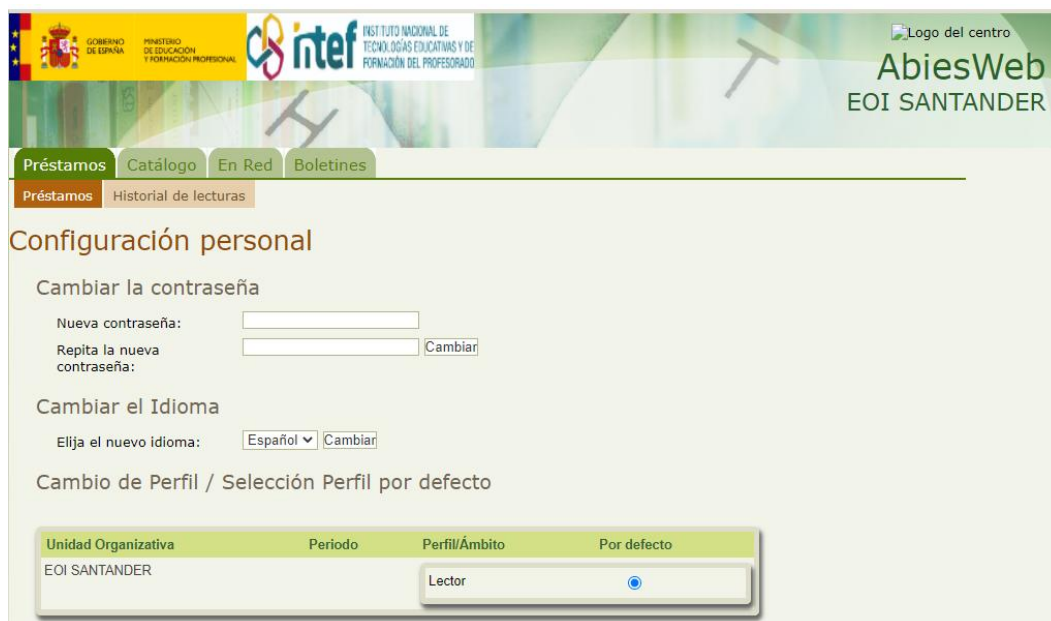 GOBIERNO
DE ESPAÑA
MINISTERIO
DE EDUCACIÓN
Y FORMACIÓN PROFESIONAL
intef
INSTITUTO NACIONAL DE
TECNOLOGÍAS EDUCATIVAS Y DE
FORMACIÓN DEL PROFESORADO
Logo del centro
AbiesWeb
EOI SANTANDER
H
T
Préstamos Catálogo En Red Boletines
Préstamos Historial de lecturas
Configuración personal
Cambiar la contraseña
Nueva contraseña:
Repita la nueva
contraseña:
Cambiar
Cambiar el Idioma
Elija el nuevo idioma: Español Cambiar
Cambio de Perfil / Selección Perfil por defecto
Unidad Organizativa Periodo Perfil/Ámbito Por defecto
EOI SANTANDER
Lector